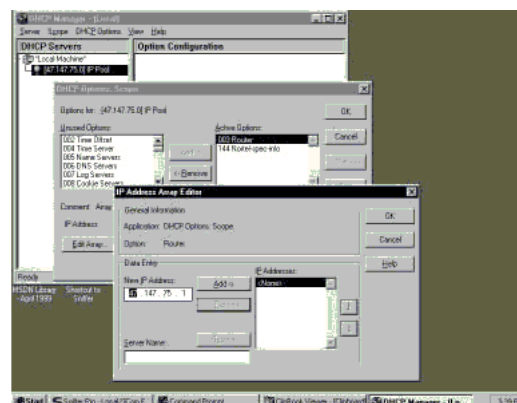 DHCP Manager - (Local)
Server Scope DHCP Options View Help
DHCP Servers
Option Configuration
*Local Machine*
[47.147.75.0] IP Pool
DHCP Options: Scope
Options for: [47.147.75.0] IP Pool
OK
Unused Options:
Active Options:
Cancel
002 Time Offset
004 Time Server
005 Name Servers
006 DNS Servers
007 Log Servers
008 Cookie Servers
003 Router
144 Nortel-spec-info
<- Remove
Comment: Array
IP Address
Edit Array...
Ready
IP Address Array Editor
General Information
Application: DHCP Options: Scope
Option: Router
OK
Cancel
Help
Data Entry
New IP Address:
Add ->
IP Addresses:
47 . 147 . 75 . 1
<None>
Server Name:
MSDN Library - April 1999
Shortcut to Sniffer
Start
Command Prompt
ClipBook Viewer - [Clipboard]
DHCP Manager - (Lo